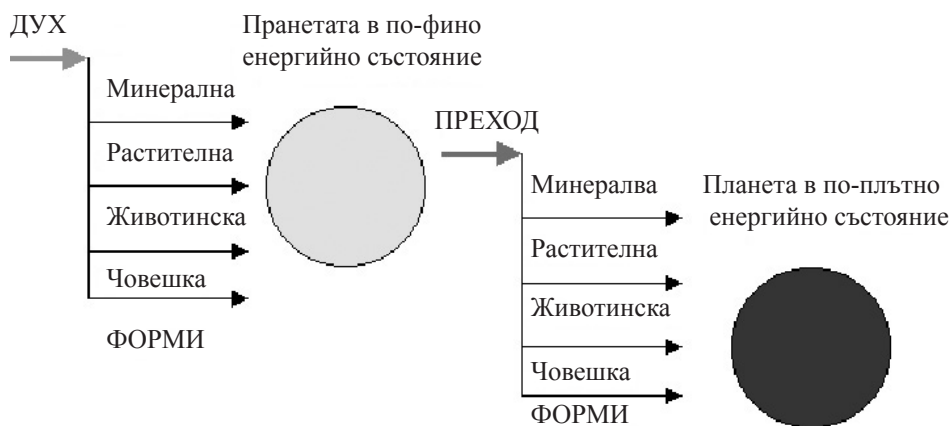 ДУХ
Пранетата в по-фино
енергийно състояние
Минерална
Растителна
Животинска
Човешка
ФОРМИ
ПРЕХОД
Минералва
Растителна
Животинска
Човешка
ФОРМИ
Планета в по-плътно
енергийно състояние